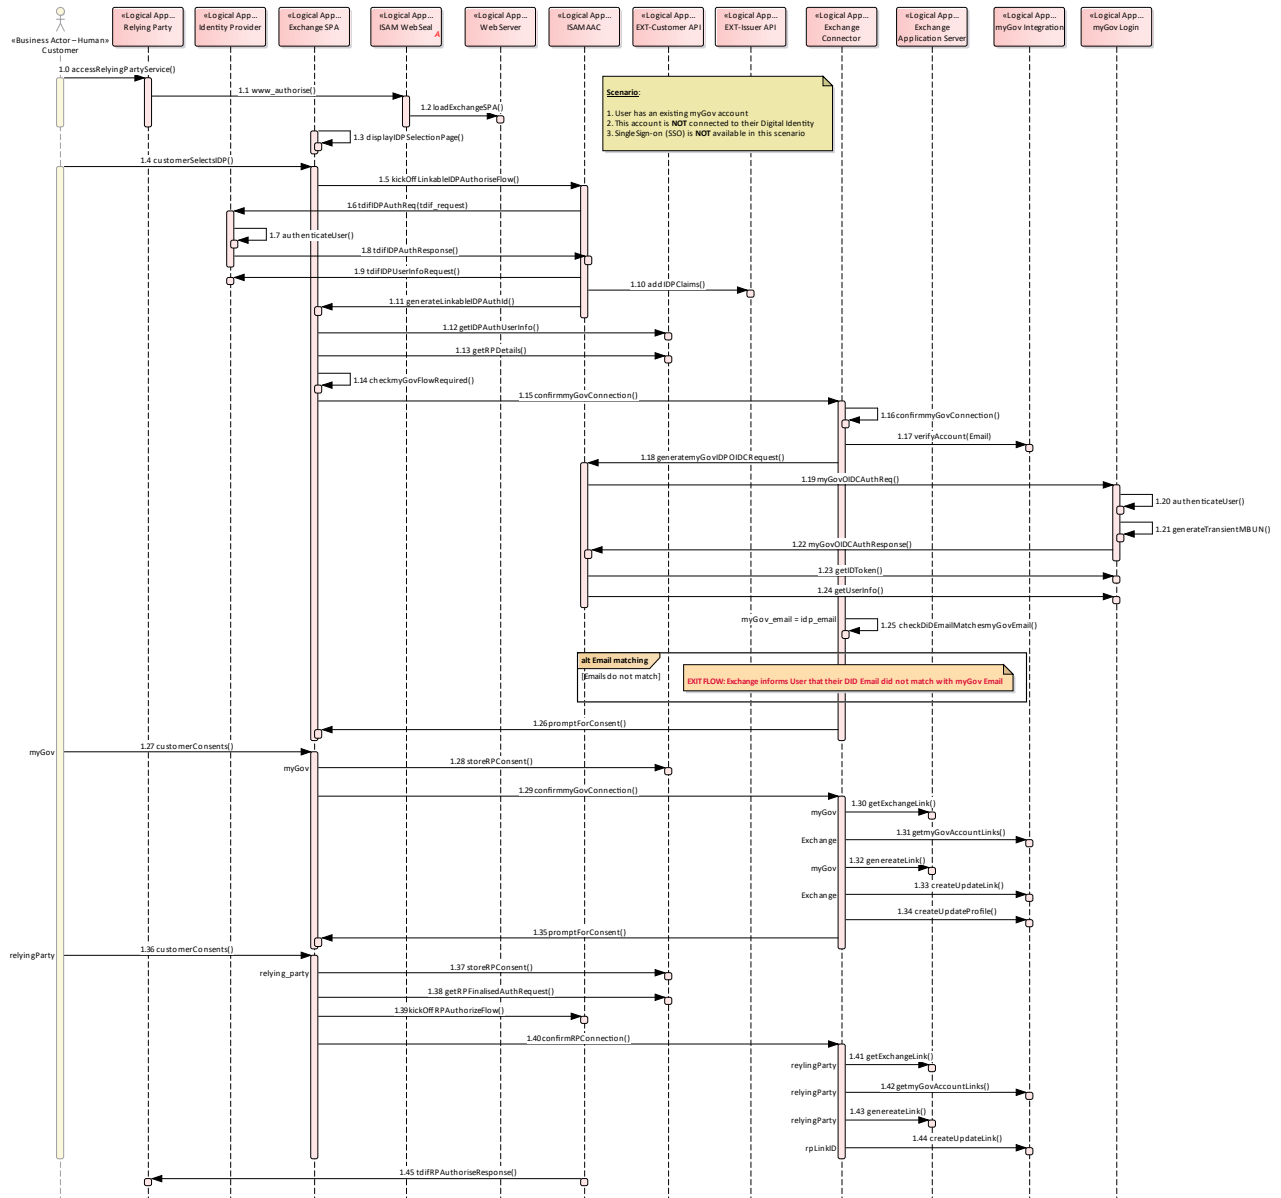 «Logical App...
Relying Party
«Logical App...
Identity Provider
«Logical App...
Exchange SPA
«Logical App...
ISAM WebSeal
A
«Logical App...
Web Server
«Logical App...
ISAM AAC
«Logical App...
EXT-Customer API
«Logical App...
EXT-Issuer API
«Logical App...
Exchange
Connector
«Logical App...
Exchange
Application Server
«Logical App...
myGov Integration
«Logical App...
myGov Login
«Business Actor – Human»
Customer
1.0 accessRelyingPartyService()
1.1 www_authorise()
1.2 loadExchangeSPA()
Scenario:
1. User has an existing myGov account
2. This account is NOT connected to their Digital Identity
3. Single Sign-on (SSO) is NOT available in this scenario
1.3 displayIDPSelectionPage()
1.4 customerSelectsIDP()
1.5 kickOffLinkableIDPAuthoriseFlow()
1.6 tdifIDPAuthReq(tdif_request)
1.7 authenticateUser()
1.8 tdifIDPAuthResponse()
1.9 tdifIDPUserInfoRequest()
1.10 addIDPClaims()
1.11 generateLinkableIDPAuthId()
1.12 getIDPAuthUserInfo()
1.13 getRPDetails()
1.14 checkmyGovFlowRequired()
1.15 confirmmyGovConnection()
1.16 confirmmyGovConnection()
1.17 verifyAccount(Email)
1.18 generatemyGovIDPOIDCRequest()
1.19 myGovOIDCAuthReq()
1.20 authenticateUser()
1.21 generateTransientMBUN()
1.22 myGovOIDCAuthResponse()
1.23 getIDToken()
1.24 getUserInfo()
myGov_email = idp_email
1.25 checkDiDEmailMatchesmyGovEmail()
alt Email matching
[Emails do not match]
EXIT FLOW: Exchange informs User that their DID Email did not match with myGov Email
1.26 promptForConsent()
myGov
1.27 customerConsents()
myGov
1.28 storeRPConsent()
1.29 confirmmyGovConnection()
myGov
1.30 getExchangeLink()
Exchange
1.31 getmyGovAccountLinks()
myGov
1.32 genereateLink()
Exchange
1.33 createUpdateLink()
1.34 createUpdateProfile()
1.35 promptForConsent()
relyingParty
1.36 customerConsents()
relying_party
1.37 storeRPConsent()
1.38 getRPFinalisedAuthRequest()
1.39 kickOffRPAuthorizeFlow()
1.40 confirmRPConnection()
reylingParty
1.41 getExchangeLink()
relyingParty
1.42 getmyGovAccountLinks()
relyingParty
1.43 genereateLink()
rpLinkID
1.44 createUpdateLink()
1.45 tdifRPAuthoriseResponse()